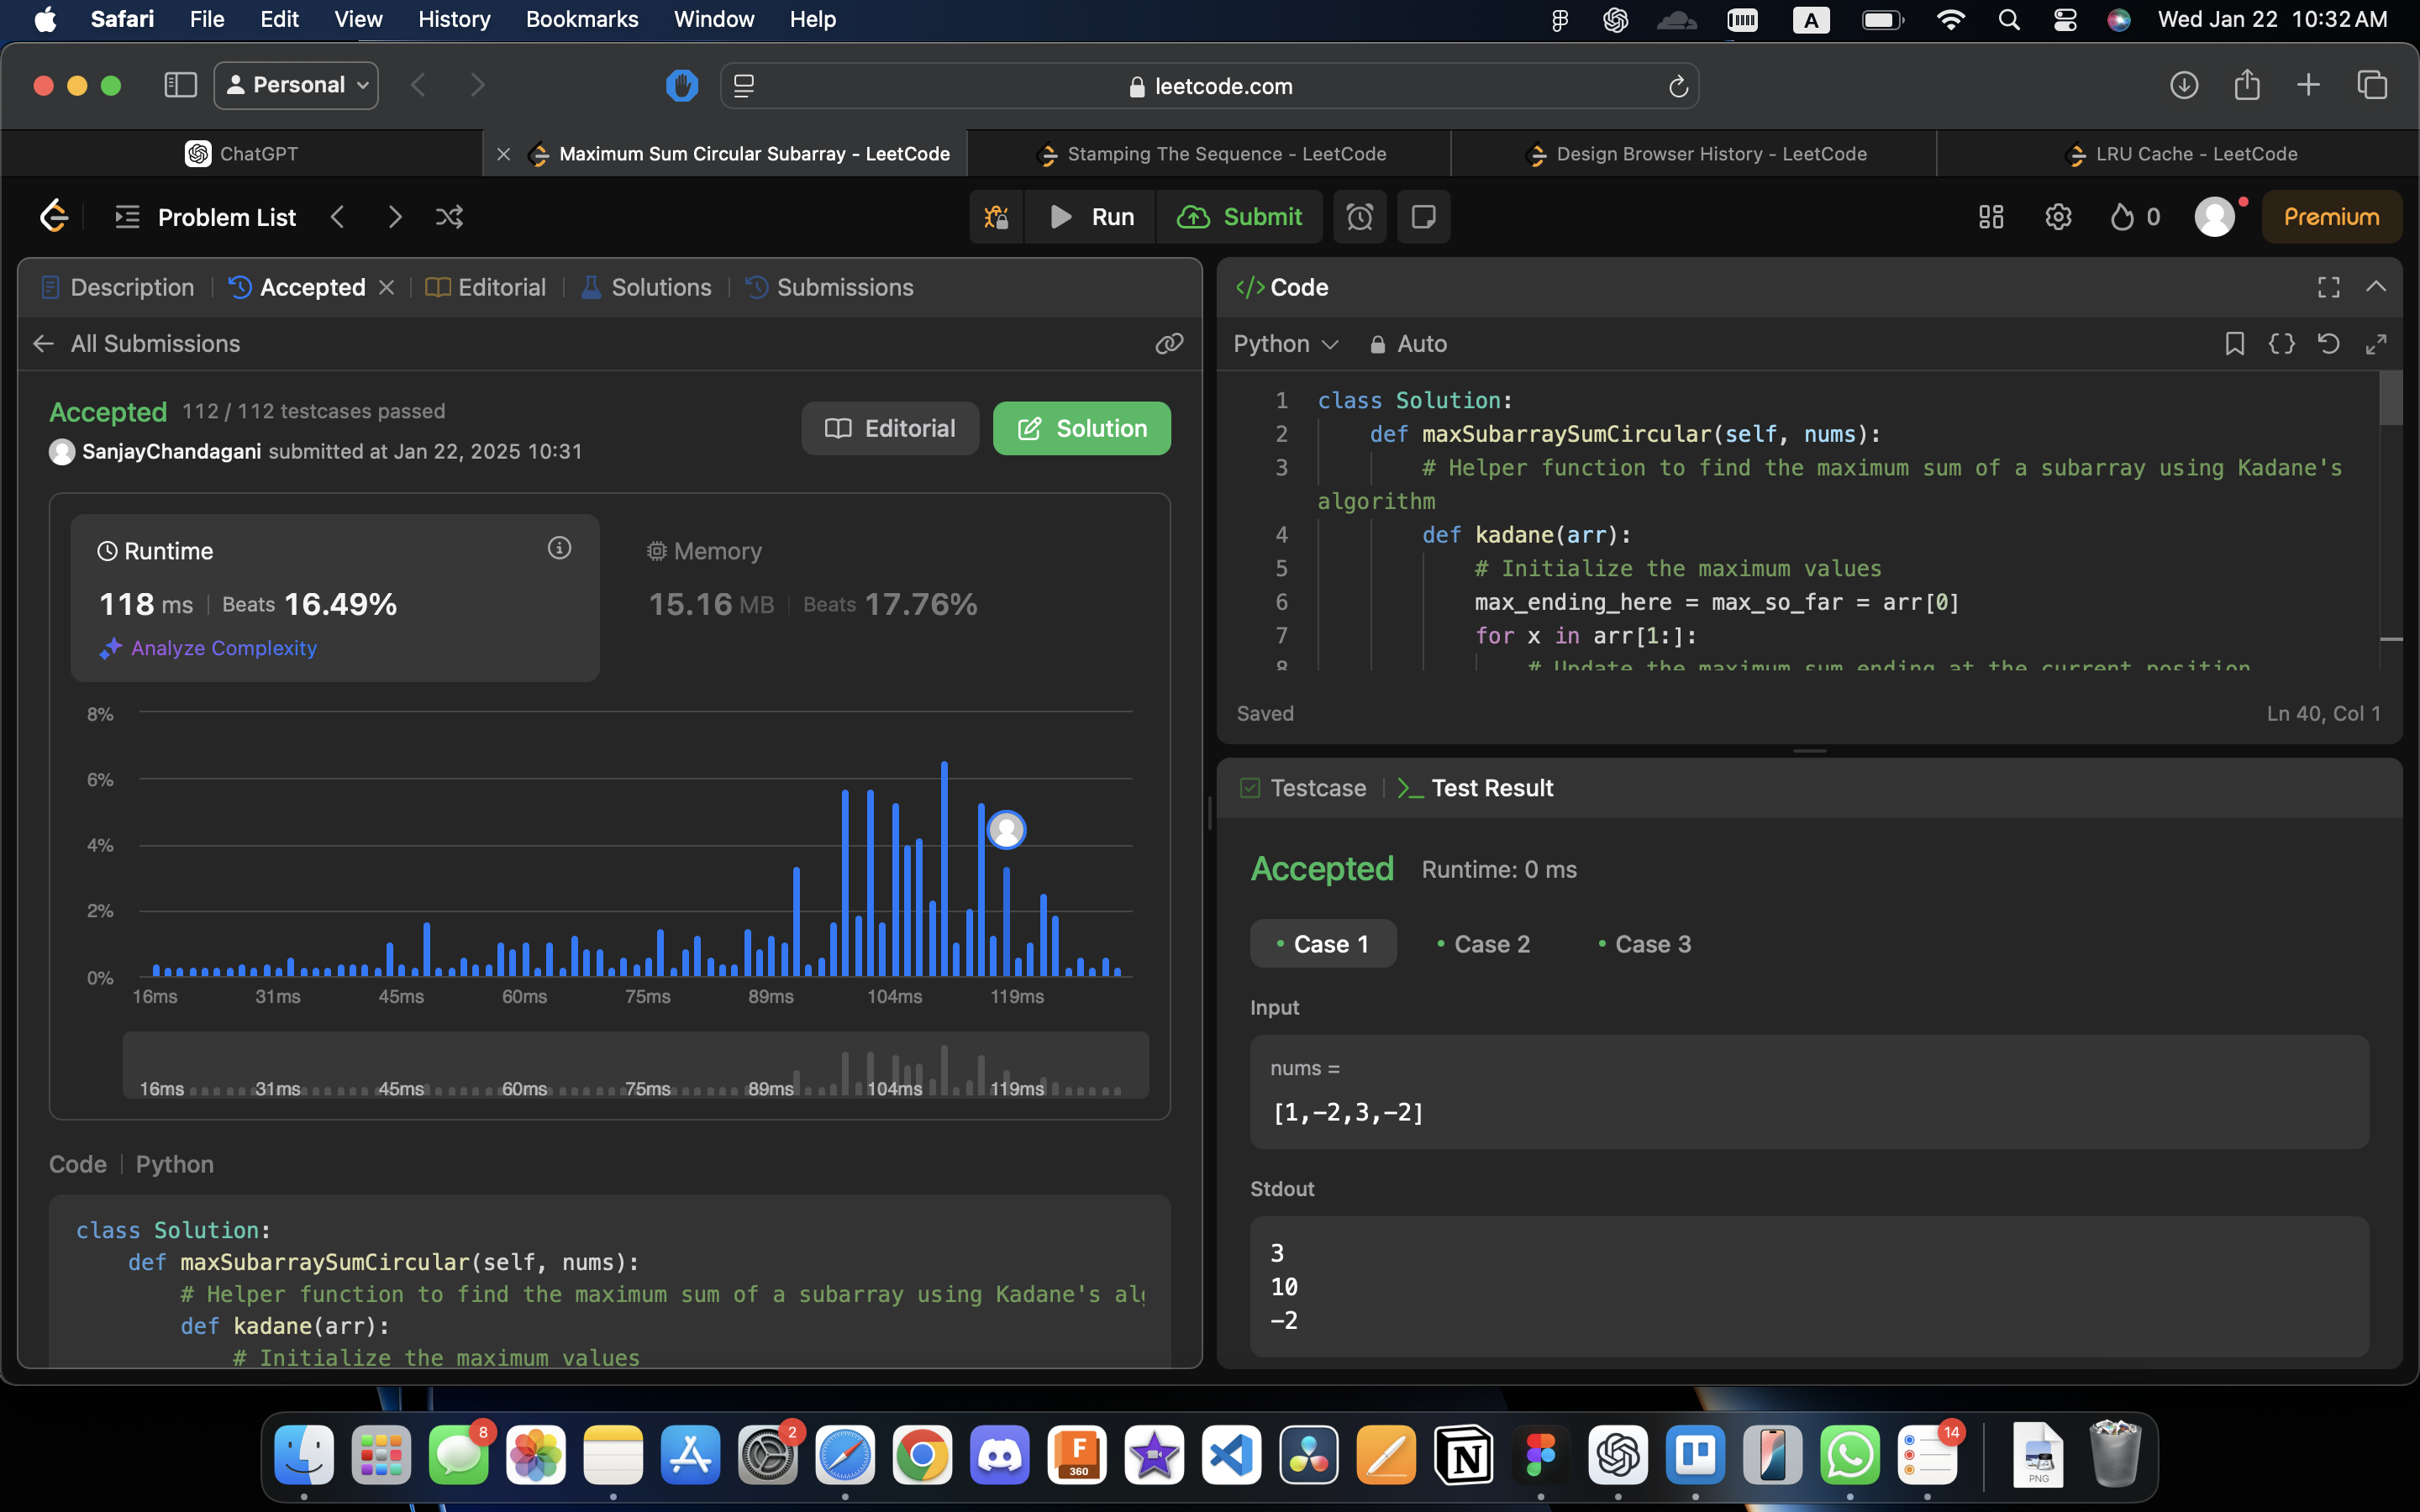 Safari File Edit View History Bookmarks Window Help A Wed Jan 22 10:32 AM
Personal leetcode.com
ChatGPT Maximum Sum Circular Subarray - LeetCode Stamping The Sequence - LeetCode Design Browser History - LeetCode LRU Cache - LeetCode
Problem List Run Submit 0 Premium
Description Accepted Editorial Solutions Submissions
All Submissions
Accepted 112 / 112 testcases passed
SanjayChandagani submitted at Jan 22, 2025 10:31
Editorial Solution
Runtime
118 ms Beats 16.49%
Analyze Complexity
Memory
15.16 MB Beats 17.76%
8%
6%
4%
2%
0%
16ms 31ms 45ms 60ms 75ms 89ms 104ms 119ms
16ms 31ms 45ms 60ms 75ms 89ms 104ms 119ms
Code Python
class Solution:
def maxSubarraySumCircular(self, nums):
# Helper function to find the maximum sum of a subarray using Kadane's alg
def kadane(arr):
# Initialize the maximum values
</> Code
Python Auto
1 class Solution:
2 def maxSubarraySumCircular(self, nums):
3 # Helper function to find the maximum sum of a subarray using Kadane's
algorithm
4 def kadane(arr):
5 # Initialize the maximum values
6 max_ending_here = max_so_far = arr[0]
7 for x in arr[1:]:
8 # Update the maximum sum ending at the current position
Saved Ln 40, Col 1
Testcase >_ Test Result
Accepted Runtime: 0 ms
Case 1 Case 2 Case 3
Input
nums =
[1,-2,3,-2]
Stdout
3
10
-2
8 2 F 360 N 14 PNG